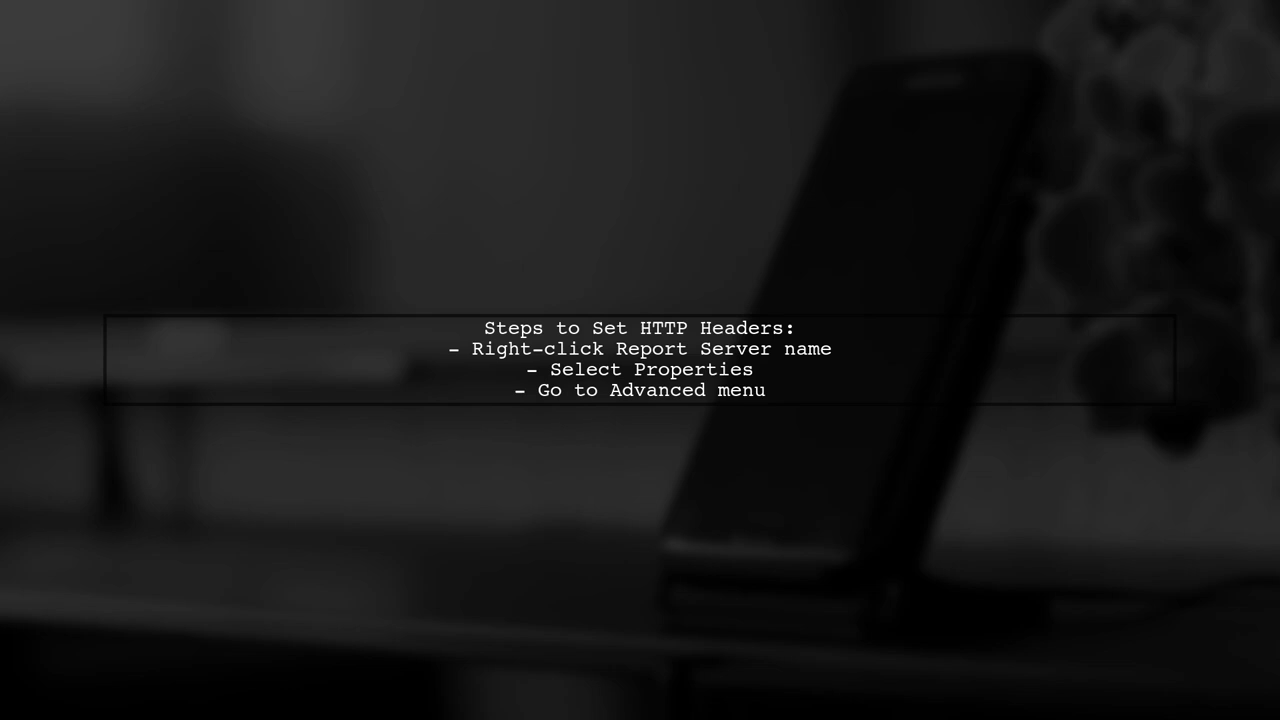 Steps to Set HTTP Headers:
- Right-click Report Server name
- Select Properties
- Go to Advanced menu